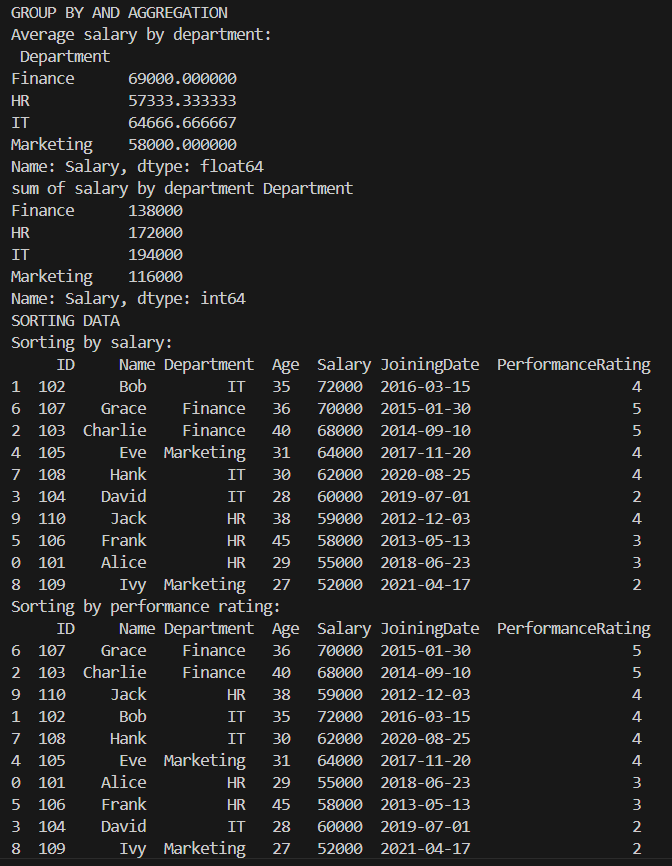 GROUP BY AND AGGREGATION
Average salary by department:
 Department
Finance      69000.000000
HR           57333.333333
IT           64666.666667
Marketing    58000.000000
Name: Salary, dtype: float64
sum of salary by department Department
Finance      138000
HR           172000
IT           194000
Marketing    116000
Name: Salary, dtype: int64
SORTING DATA
Sorting by salary:
     ID     Name Department  Age  Salary JoiningDate  PerformanceRating
1  102      Bob         IT   35   72000  2016-03-15                  4
6  107    Grace    Finance   36   70000  2015-01-30                  5
2  103  Charlie    Finance   40   68000  2014-09-10                  5
4  105      Eve  Marketing   31   64000  2017-11-20                  4
7  108     Hank         IT   30   62000  2020-08-25                  4
3  104    David         IT   28   60000  2019-07-01                  2
9  110     Jack         HR   38   59000  2012-12-03                  4
5  106    Frank         HR   45   58000  2013-05-13                  3
0  101    Alice         HR   29   55000  2018-06-23                  3
8  109      Ivy  Marketing   27   52000  2021-04-17                  2
Sorting by performance rating:
     ID     Name Department  Age  Salary JoiningDate  PerformanceRating
6  107    Grace    Finance   36   70000  2015-01-30                  5
2  103  Charlie    Finance   40   68000  2014-09-10                  5
9  110     Jack         HR   38   59000  2012-12-03                  4
1  102      Bob         IT   35   72000  2016-03-15                  4
7  108     Hank         IT   30   62000  2020-08-25                  4
4  105      Eve  Marketing   31   64000  2017-11-20                  4
0  101    Alice         HR   29   55000  2018-06-23                  3
5  106    Frank         HR   45   58000  2013-05-13                  3
3  104    David         IT   28   60000  2019-07-01                  2
8  109      Ivy  Marketing   27   52000  2021-04-17                  2